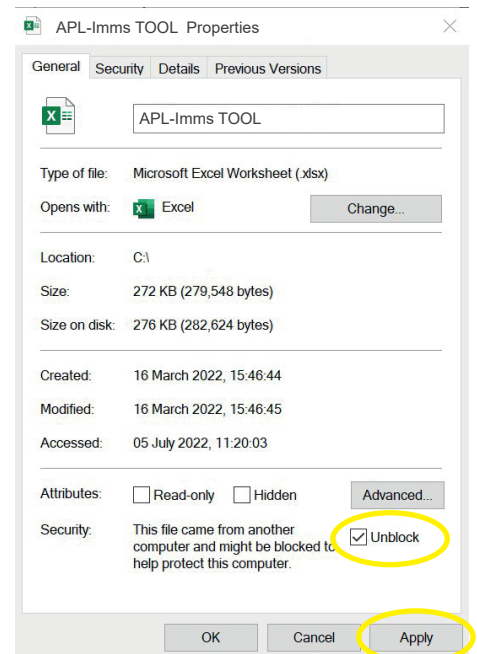 APL-Imms TOOL Properties
General Security Details Previous Versions
APL-Imms TOOL
Type of file: Microsoft Excel Worksheet (.xlsx)
Opens with: Excel Change...
Location: C:\
Size: 272 KB (279,548 bytes)
Size on disk: 276 KB (282,624 bytes)
Created: 16 March 2022, 15:46:44
Modified: 16 March 2022, 15:46:45
Accessed: 05 July 2022, 11:20:03
Attributes: Read-only Hidden Advanced...
Security: This file came from another
computer and might be blocked to
help protect this computer.
Unblock
OK Cancel Apply